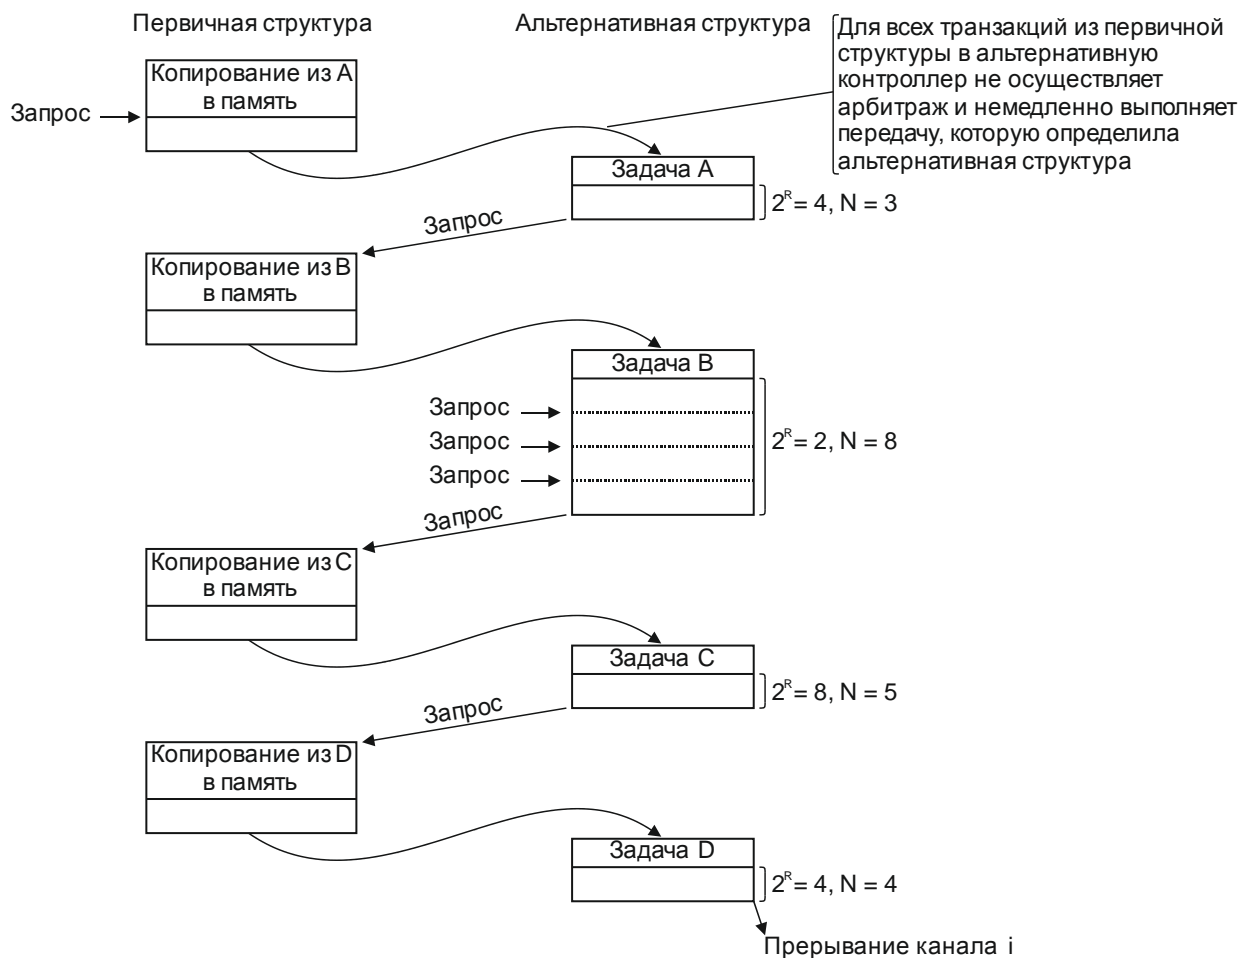 Первичная структура
Альтернативная структура
Для всех транзакций из первичной
структуры в альтернативную
контроллер не осуществляет
арбитраж и немедленно выполняет
передачу, которую определила
альтернативная структура
Копирование из A
в память
Запрос
Задача A
2^R = 4, N = 3
Запрос
Копирование из B
в память
Задача B
Запрос
Запрос
Запрос
2^R = 2, N = 8
Запрос
Копирование из C
в память
Задача C
2^R = 8, N = 5
Запрос
Копирование из D
в память
Задача D
2^R = 4, N = 4
Прерывание канала i